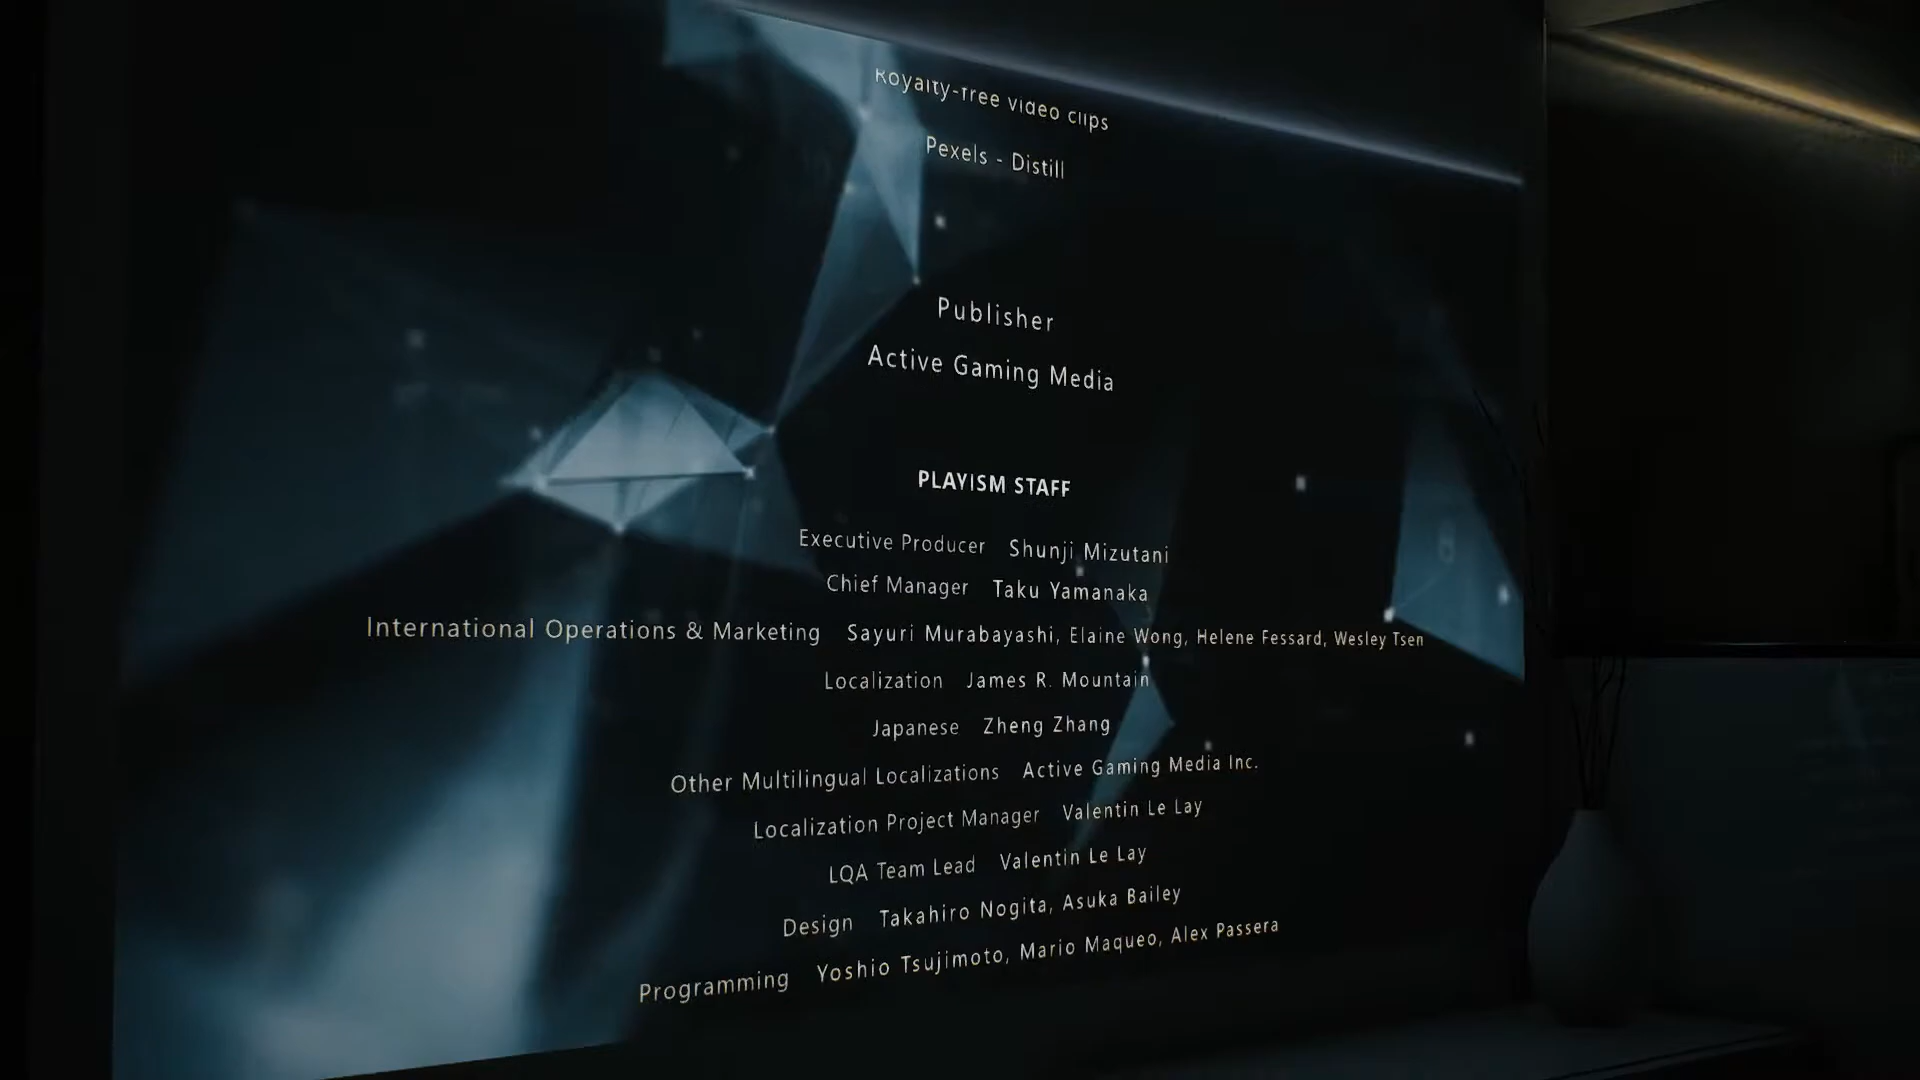 Royalty-free video clips
Pexels - Distill
Publisher
Active Gaming Media
PLAYISM STAFF
Executive Producer Shunji Mizutani
Chief Manager Taku Yamanaka
International Operations & Marketing Sayuri Murabayashi, Elaine Wong, Helene Fessard, Wesley Tsen
Localization James R. Mountain
Japanese Zheng Zhang
Other Multilingual Localizations Active Gaming Media Inc.
Localization Project Manager Valentin Le Lay
LQA Team Lead Valentin Le Lay
Design Takahiro Nogita, Asuka Bailey
Programming Yoshio Tsujimoto, Mario Maqueo, Alex Passera